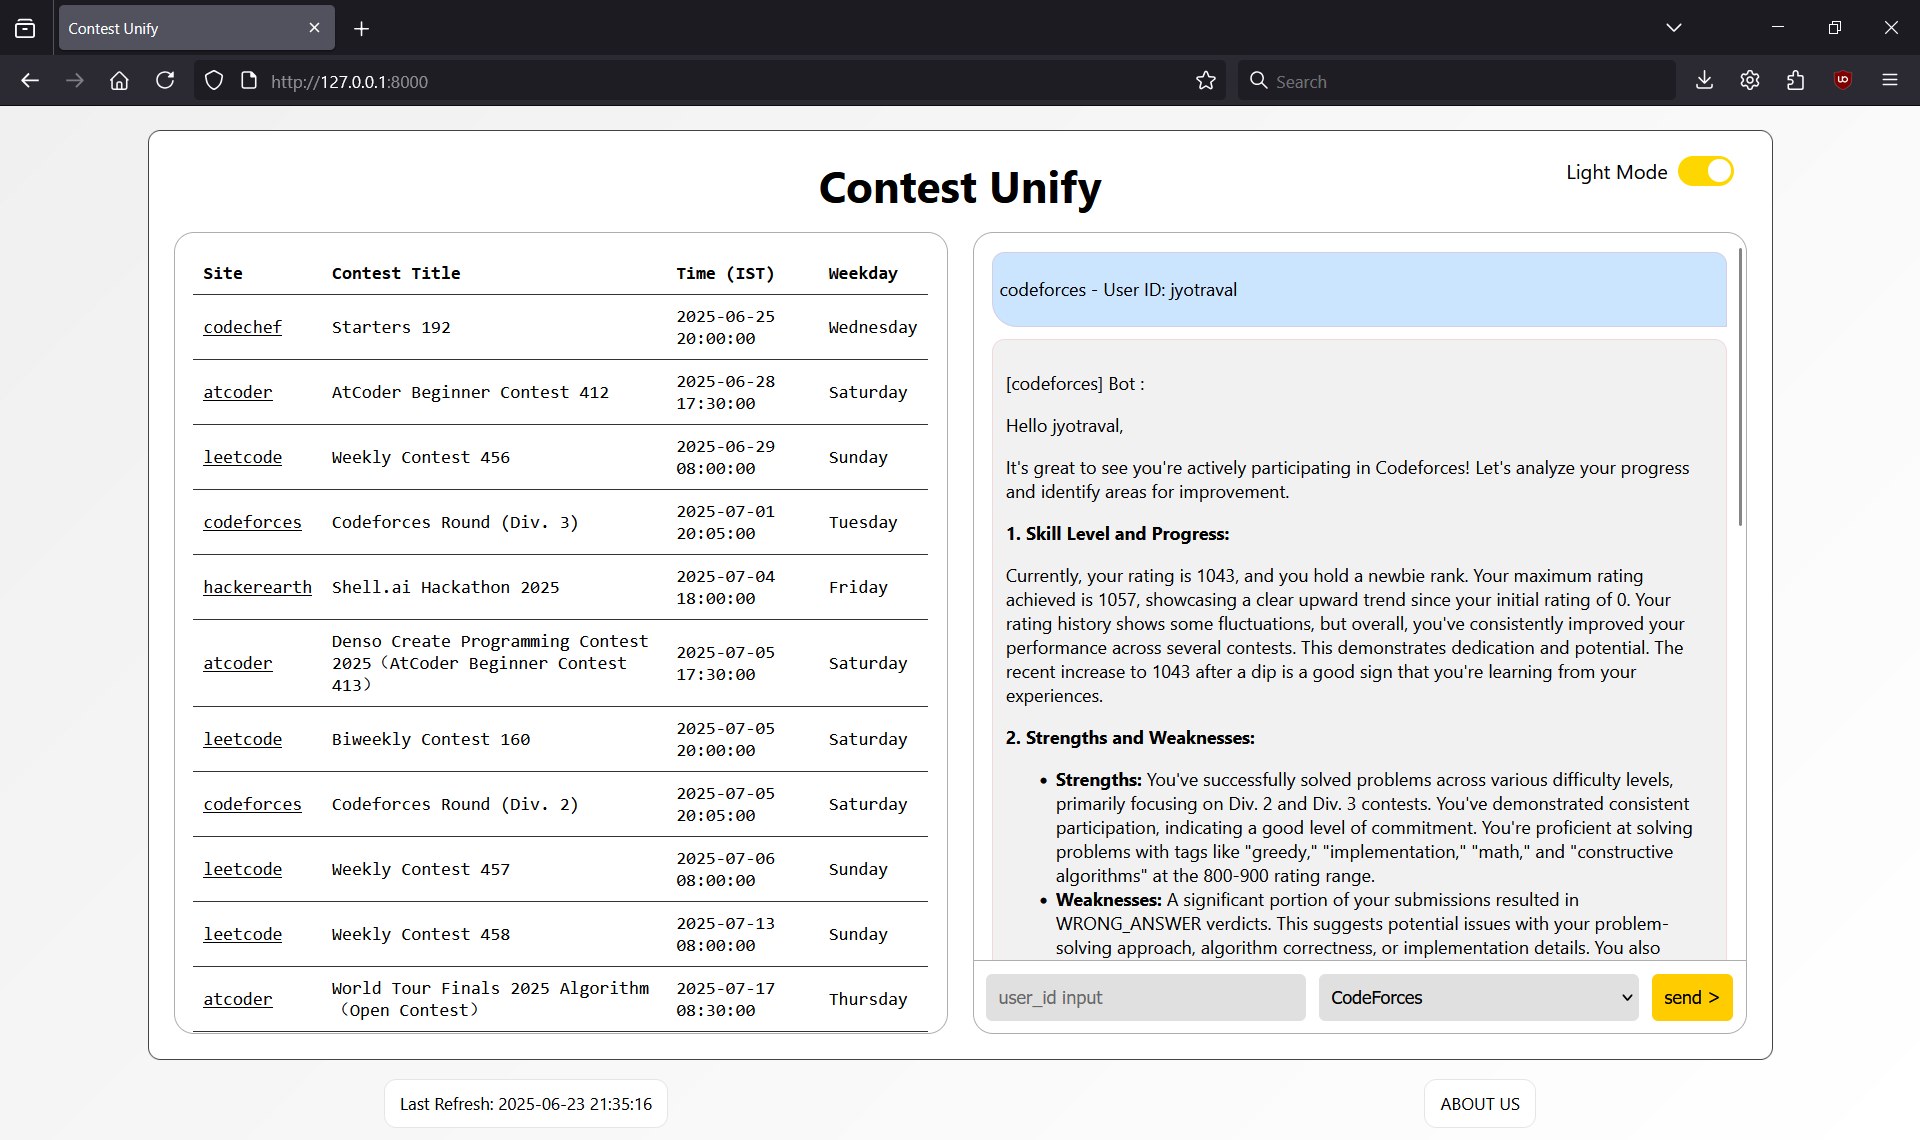 Contest Unify
http://127.0.0.1:8000
Search
Contest Unify
Light Mode
Site Contest Title Time (IST) Weekday
codechef Starters 192 2025-06-25 20:00:00 Wednesday
atcoder AtCoder Beginner Contest 412 2025-06-28 17:30:00 Saturday
leetcode Weekly Contest 456 2025-06-29 08:00:00 Sunday
codeforces Codeforces Round (Div. 3) 2025-07-01 20:05:00 Tuesday
hackerearth Shell.ai Hackathon 2025 2025-07-04 18:00:00 Friday
atcoder Denso Create Programming Contest 2025（AtCoder Beginner Contest 413） 2025-07-05 17:30:00 Saturday
leetcode Biweekly Contest 160 2025-07-05 20:00:00 Saturday
codeforces Codeforces Round (Div. 2) 2025-07-05 20:05:00 Saturday
leetcode Weekly Contest 457 2025-07-06 08:00:00 Sunday
leetcode Weekly Contest 458 2025-07-13 08:00:00 Sunday
atcoder World Tour Finals 2025 Algorithm（Open Contest） 2025-07-17 08:30:00 Thursday
codeforces - User ID: jyotraval
[codeforces] Bot :
Hello jyotraval,
It's great to see you're actively participating in Codeforces! Let's analyze your progress
and identify areas for improvement.
1. Skill Level and Progress:
Currently, your rating is 1043, and you hold a newbie rank. Your maximum rating
achieved is 1057, showcasing a clear upward trend since your initial rating of 0. Your
rating history shows some fluctuations, but overall, you've consistently improved your
performance across several contests. This demonstrates dedication and potential. The
recent increase to 1043 after a dip is a good sign that you're learning from your
experiences.
2. Strengths and Weaknesses:
• Strengths: You've successfully solved problems across various difficulty levels,
primarily focusing on Div. 2 and Div. 3 contests. You've demonstrated consistent
participation, indicating a good level of commitment. You're proficient at solving
problems with tags like "greedy," "implementation," "math," and "constructive
algorithms" at the 800-900 rating range.
• Weaknesses: A significant portion of your submissions resulted in
WRONG_ANSWER verdicts. This suggests potential issues with your problem-
solving approach, algorithm correctness, or implementation details. You also
user_id input
CodeForces
send >
Last Refresh: 2025-06-23 21:35:16
ABOUT US